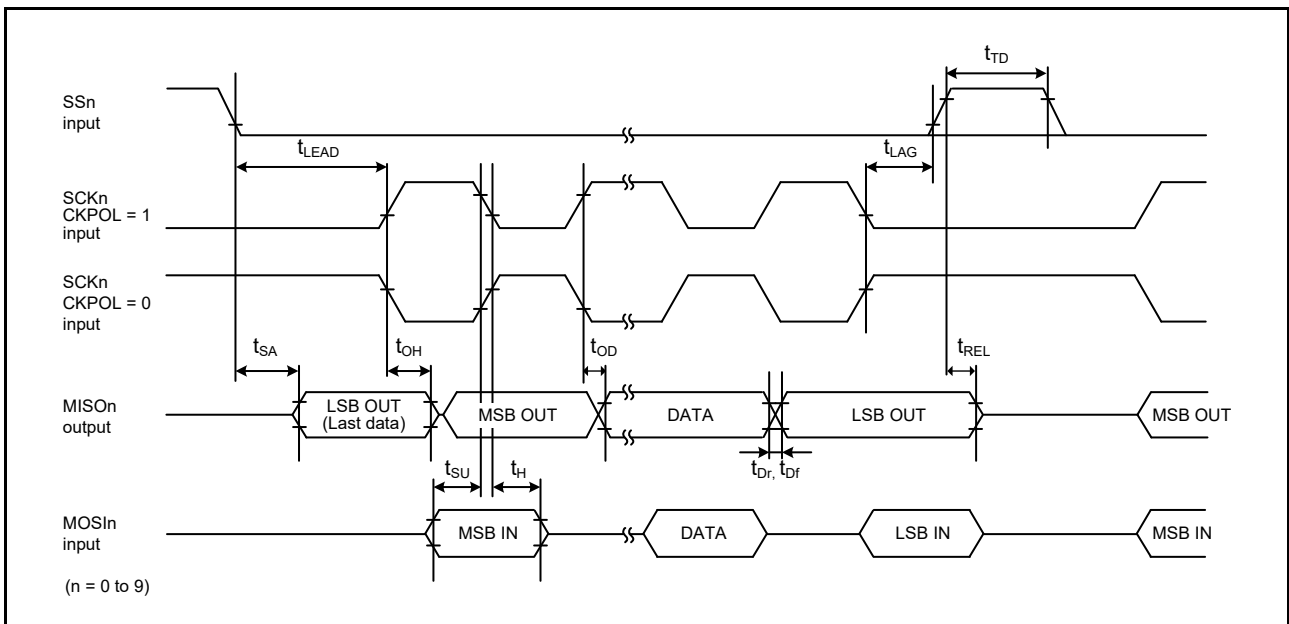 tTD
SSn
input
tLEAD
tLAG
SCKn
CKPOL = 1
input
SCKn
CKPOL = 0
input
tSA
tOH
tOD
tREL
MISOn
output
LSB OUT
(Last data)
MSB OUT
DATA
LSB OUT
MSB OUT
tSU
tH
tDr, tDf
MOSIn
input
MSB IN
DATA
LSB IN
MSB IN
(n = 0 to 9)